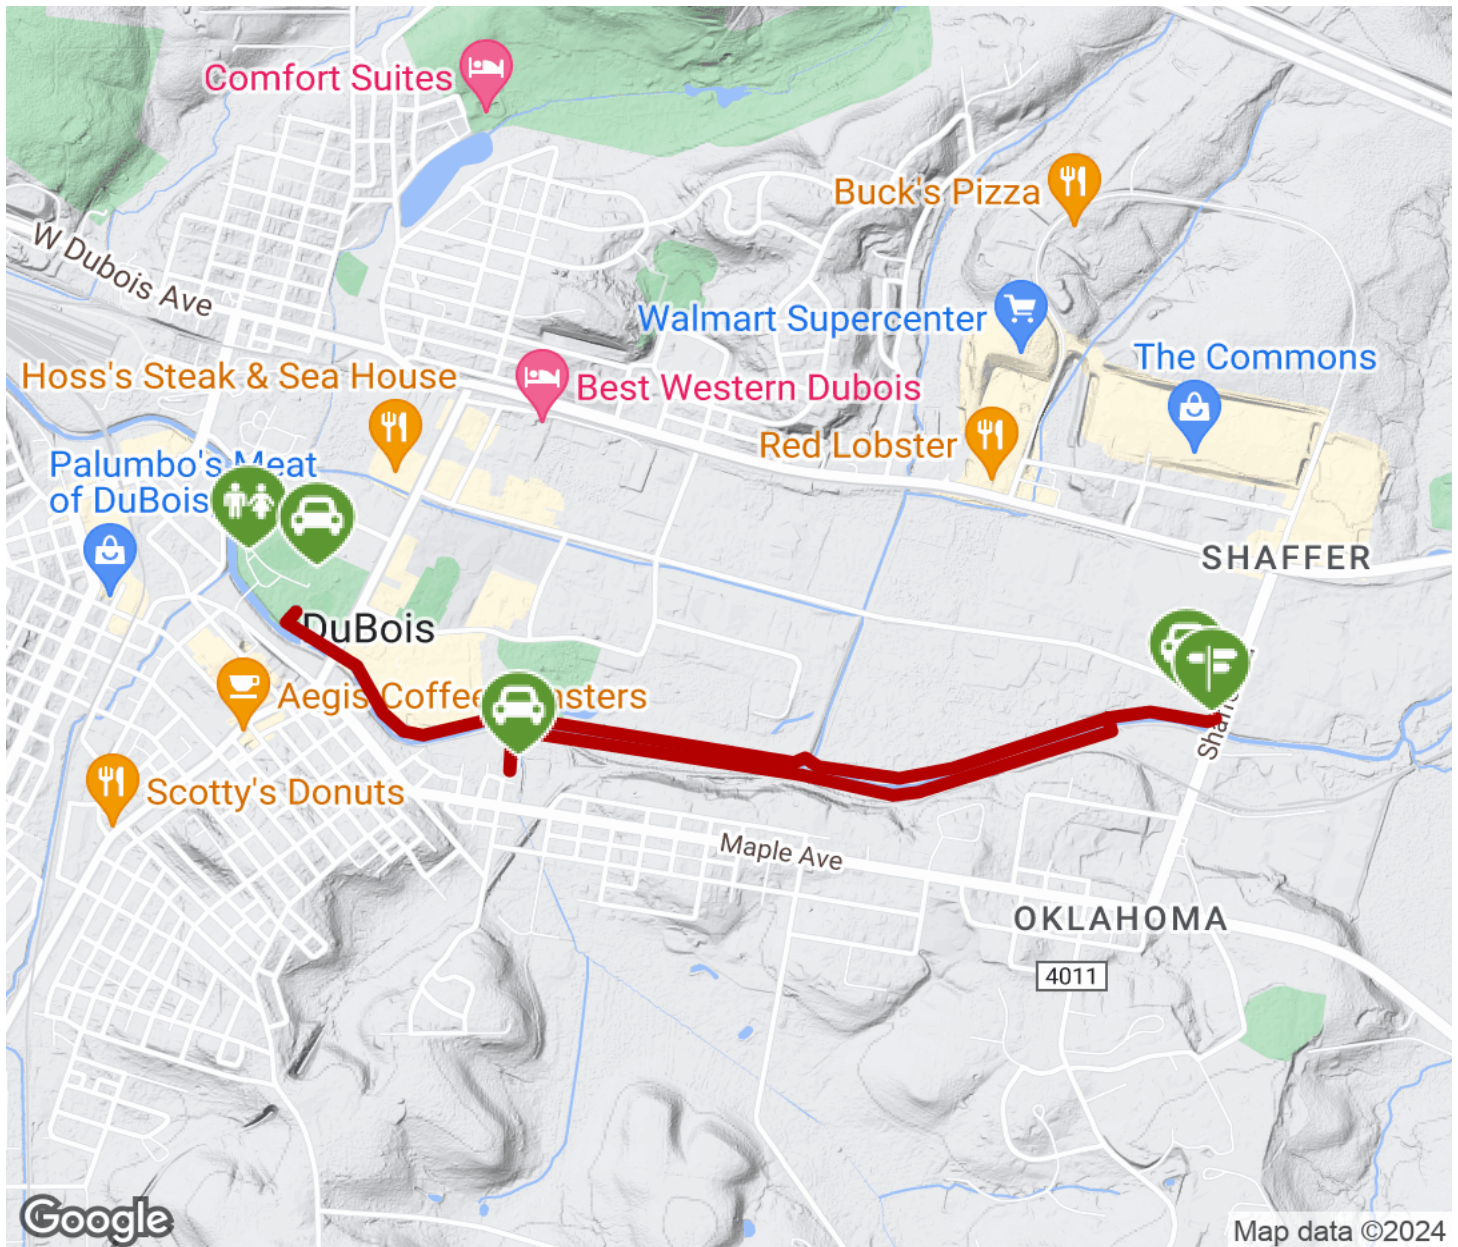 Comfort Suites
Buck's Pizza
W Dubois Ave
Walmart Supercenter
The Commons
Hoss's Steak & Sea House
Best Western Dubois
Red Lobster
Palumbo's Meat
of DuBois
SHAFFER
DuBois
Aegis Coffee
Scotty's Donuts
Maple Ave
OKLAHOMA
4011
Google
Map data ©2024